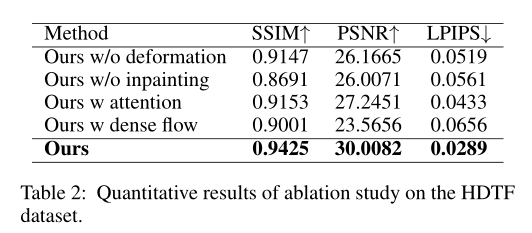 Method SSIM↑ PSNR↑ LPIPS↓
Ours w/o deformation 0.9147 26.1665 0.0519
Ours w/o inpainting 0.8691 26.0071 0.0561
Ours w attention 0.9153 27.2451 0.0433
Ours w dense flow 0.9001 23.5656 0.0656
Ours 0.9425 30.0082 0.0289
Table 2: Quantitative results of ablation study on the HDTF
dataset.